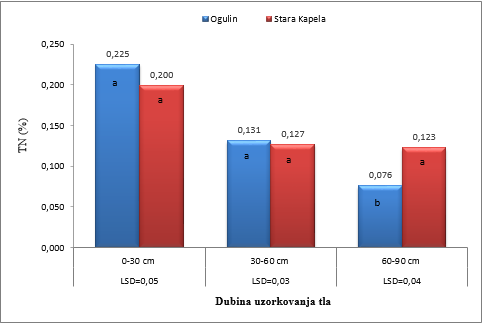 Ogulin Stara Kapela
0,250
0,200
0,150
0,100
0,050
0,000
TN (%)
0,225
0,200
0,131
0,127
0,076
0,123
a
a
a
a
b
a
0-30 cm 30-60 cm 60-90 cm
LSD=0,05 LSD=0,03 LSD=0,04
Dubina uzorkovanja tla